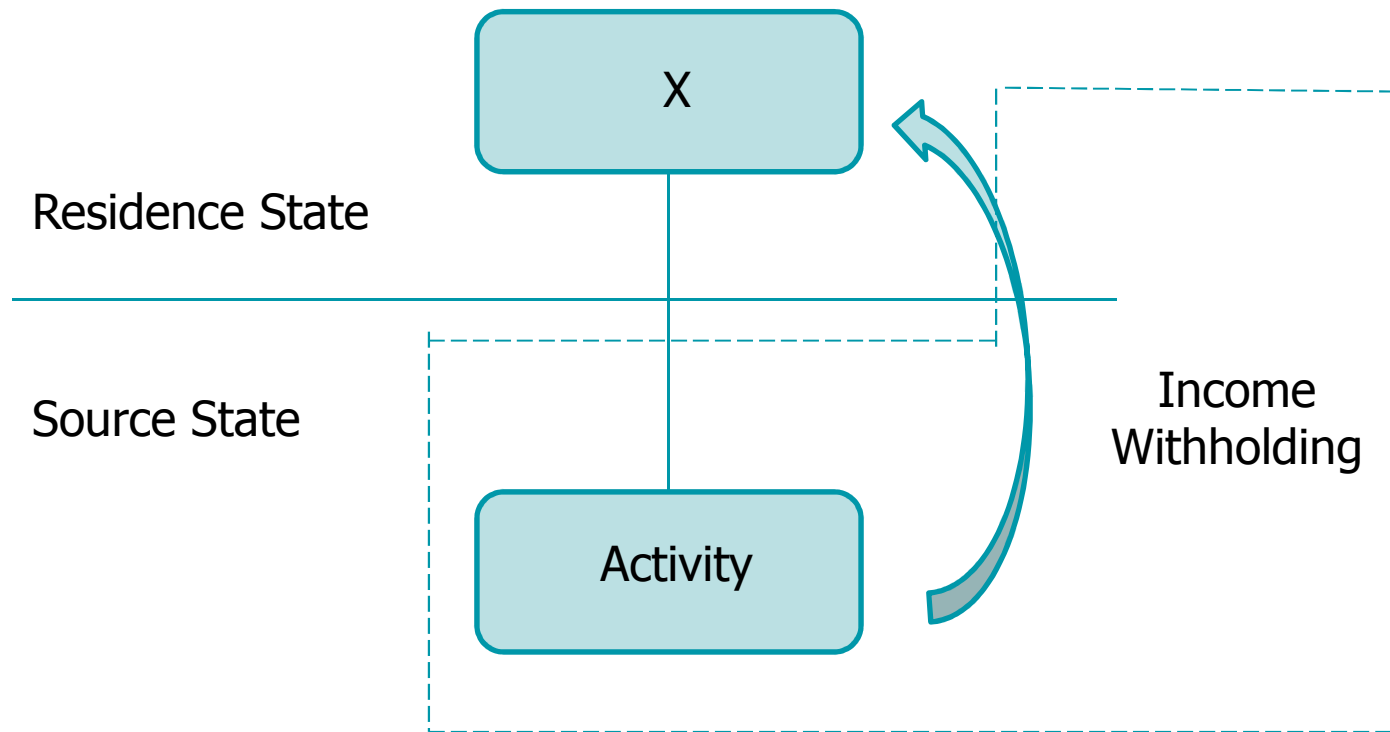 X
Residence State
Source State
Income
Withholding
Activity